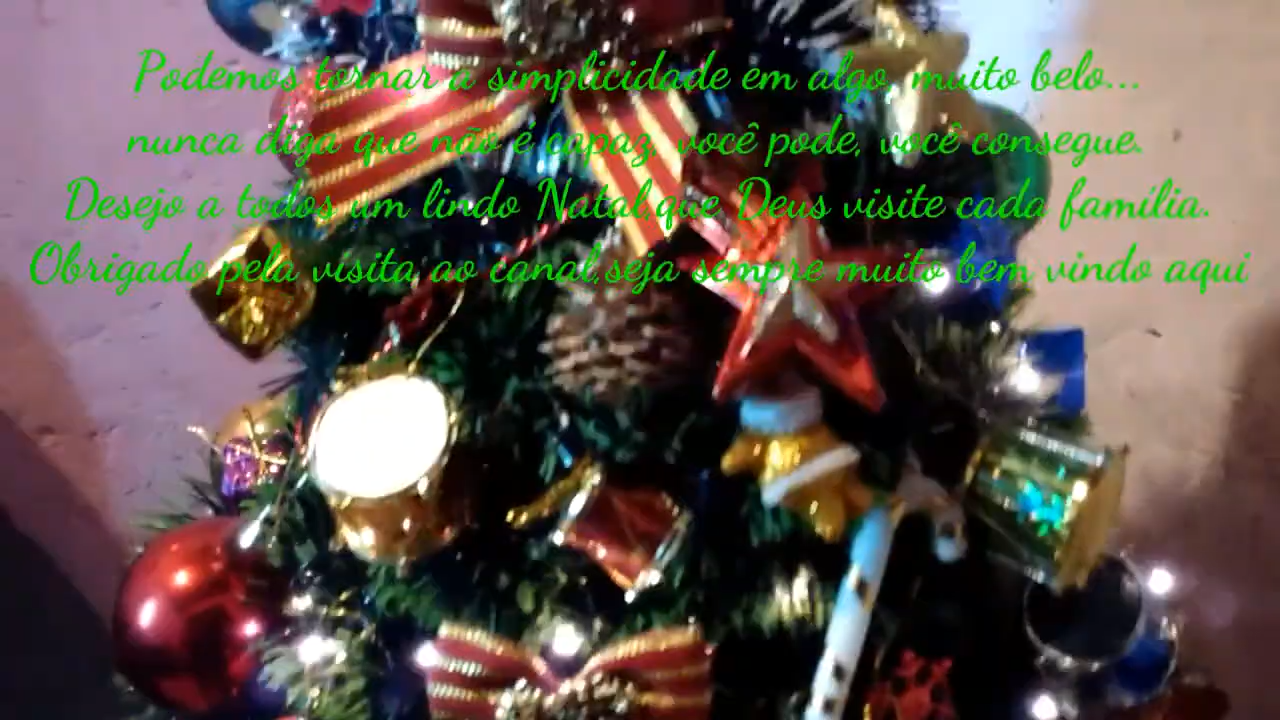 Podemos tornar a simplicidade em algo, muito belo...
nunca diga que não é capaz, você pode, você consegue.
Desejo a todos um lindo Natal,que Deus visite cada família.
Obrigado pela visita ao canal,seja sempre muito bem vindo aqui